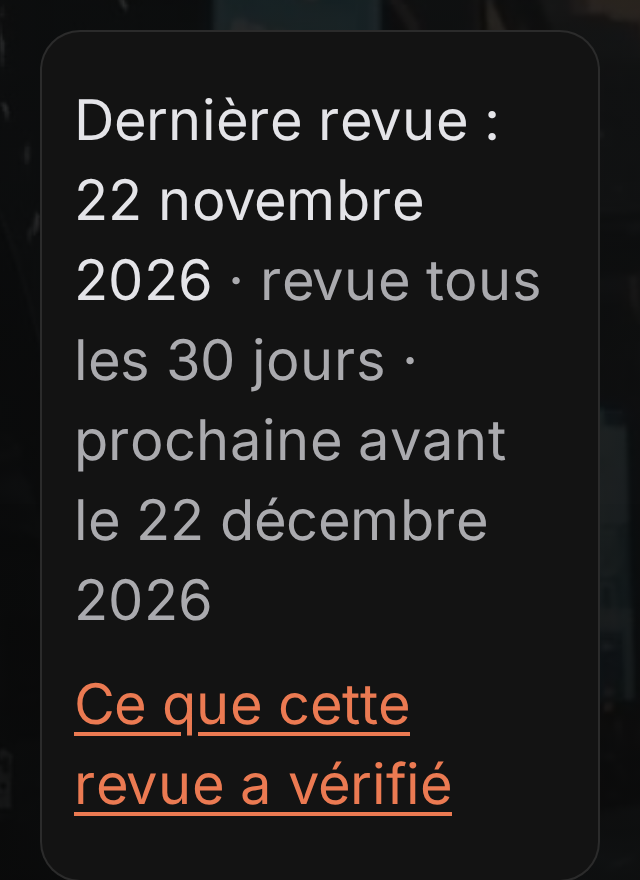 Dernière revue :
22 novembre
2026 · revue tous
les 30 jours ·
prochaine avant
le 22 décembre
2026
Ce que cette
revue a vérifié